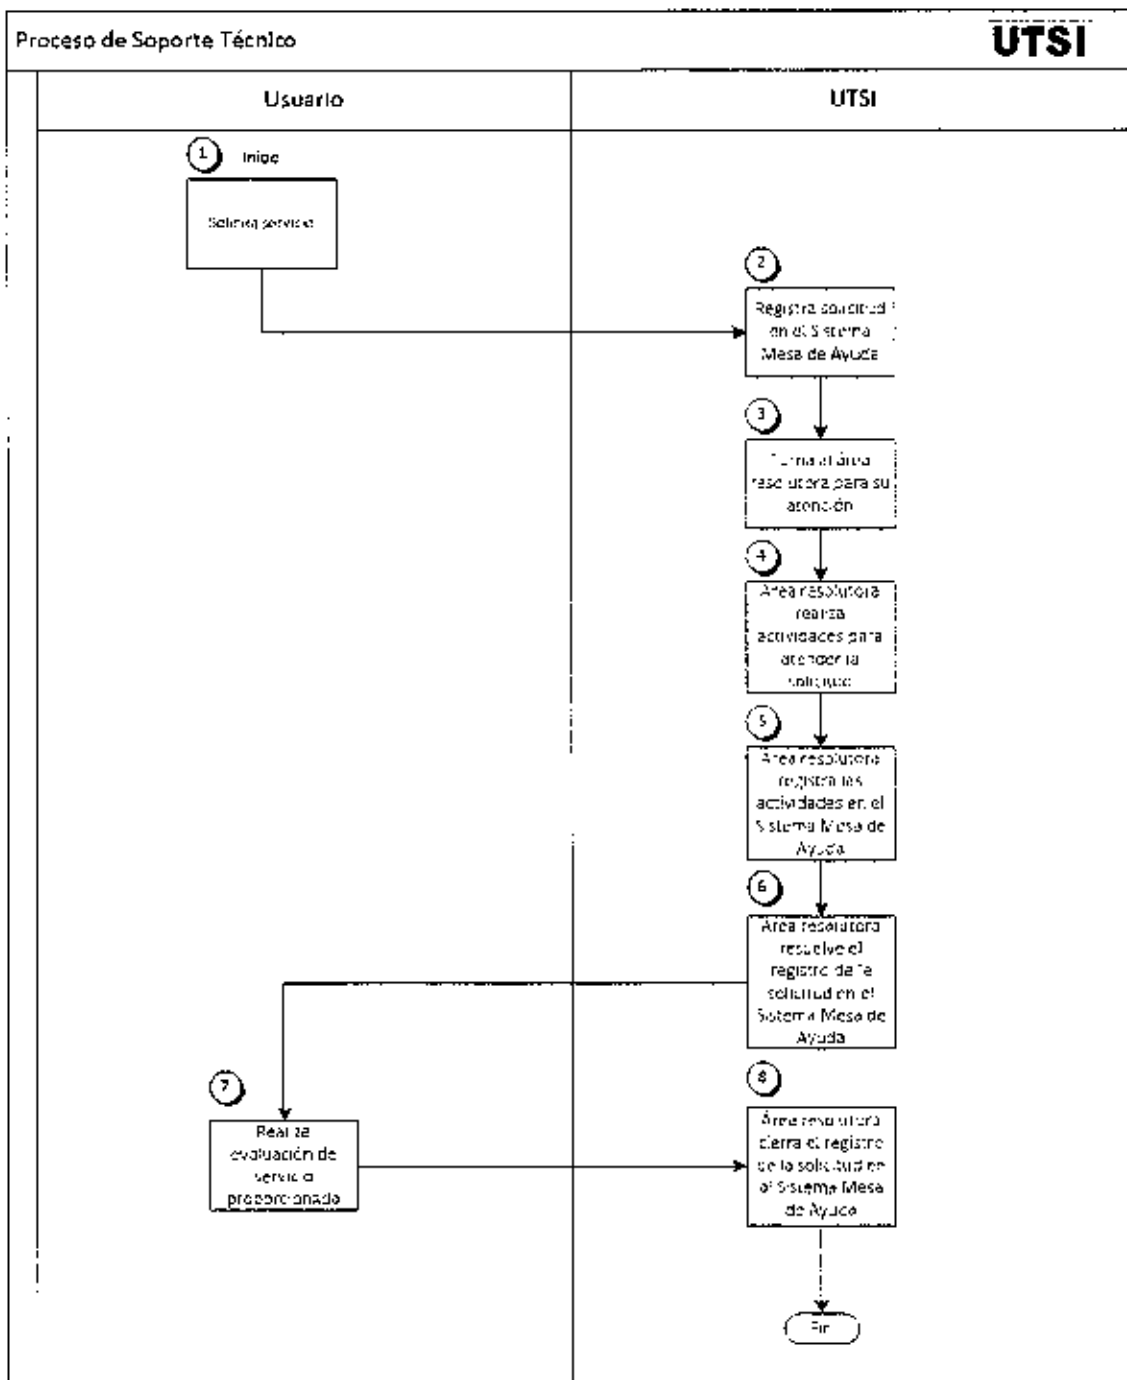 Proceso de Soporte Técnico
UTSI
Usuario
UTSI
1
Inicio
Solicita servicio
2
Registra solicitud
en el Sistema
Mesa de Ayuda
3
Turna al área
resolutora para su
atención
4
Área resolutora
realiza
actividades para
atender la
solicitud
5
Área resolutora
registra las
actividades en el
Sistema Mesa de
Ayuda
6
Área resolutora
resuelve el
registro de la
solicitud en el
Sistema Mesa de
Ayuda
7
Realiza
evaluación de
servicio
proporcionada
8
Área resolutora
cierra el registro
de la solicitud en
el Sistema Mesa
de Ayuda
Fin